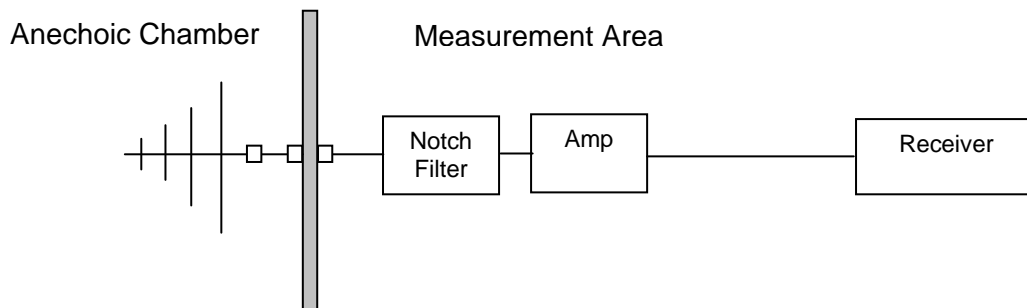 Anechoic Chamber
Measurement Area
Notch
Filter
Amp
Receiver